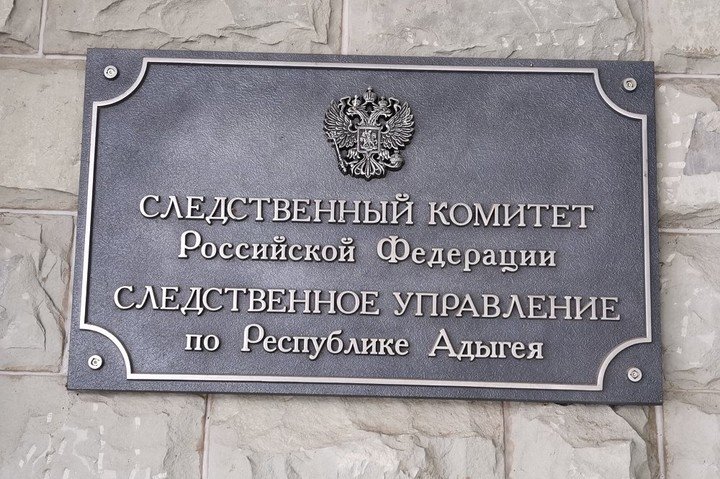 СЛЕДСТВЕННЫЙ КОМИТЕТ
Российской Федерации
СЛЕДСТВЕННОЕ УПРАВЛЕНИЕ
по Республике Адыгея